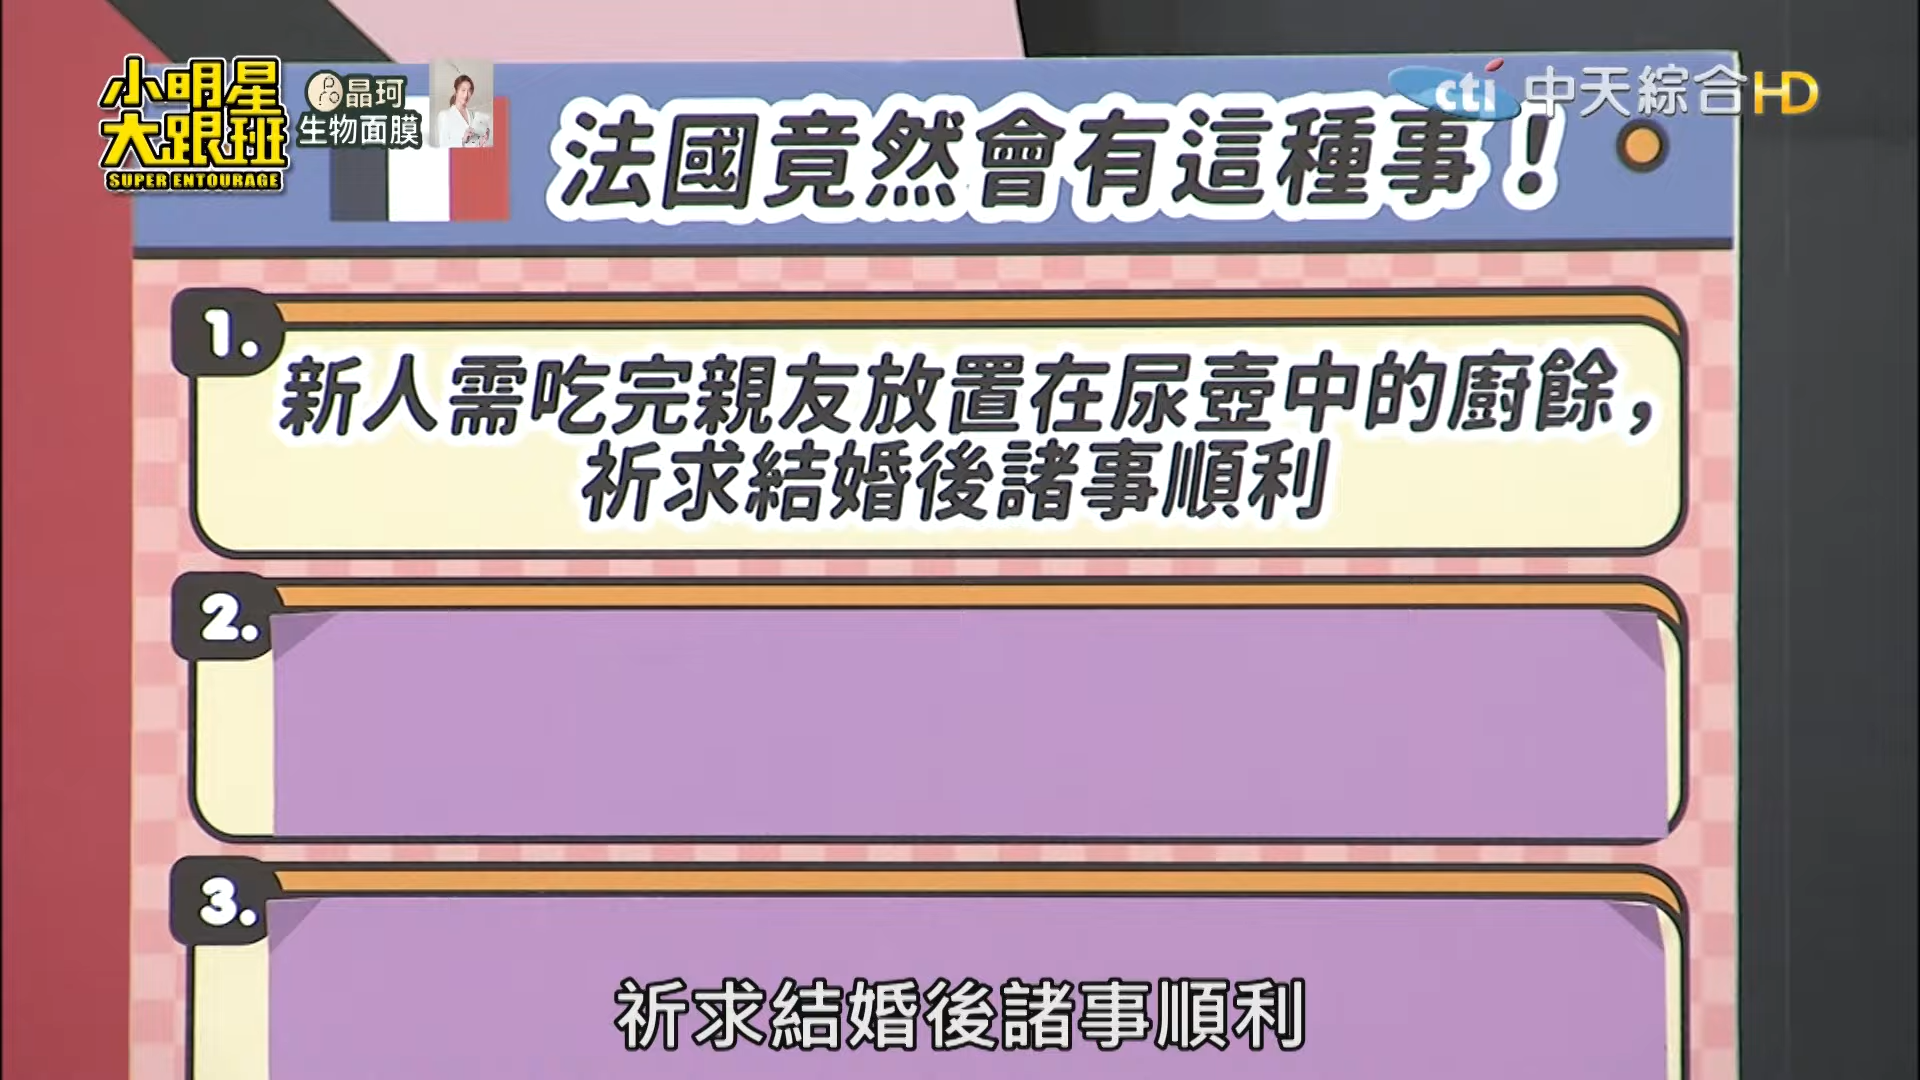 小明星
大跟班
SUPER ENTOURAGE
Pro
晶珂
生物面膜
cti 中天綜合HD
法國竟然會有這種事！
1.
新人需吃完親友放置在尿壺中的廚餘，
祈求結婚後諸事順利
2.
3.
祈求結婚後諸事順利